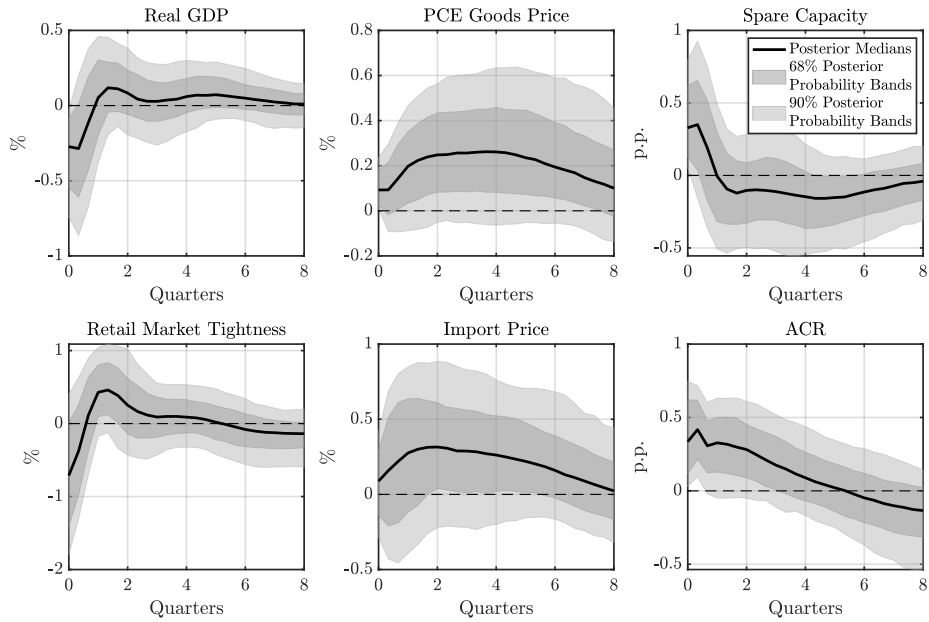 Real GDP
0.5
0
-0.5
-1
%
0 2 4 6 8
Quarters
PCE Goods Price
0.8
0.6
0.4
0.2
0
-0.2
%
0 2 4 6 8
Quarters
Spare Capacity
1
0.5
0
-0.5
p.p.
0 2 4 6 8
Quarters
Posterior Medians
68% Posterior
Probability Bands
90% Posterior
Probability Bands
Retail Market Tightness
1
0
-1
-2
%
0 2 4 6 8
Quarters
Import Price
1
0.5
0
-0.5
%
0 2 4 6 8
Quarters
ACR
1
0.5
0
-0.5
p.p.
0 2 4 6 8
Quarters